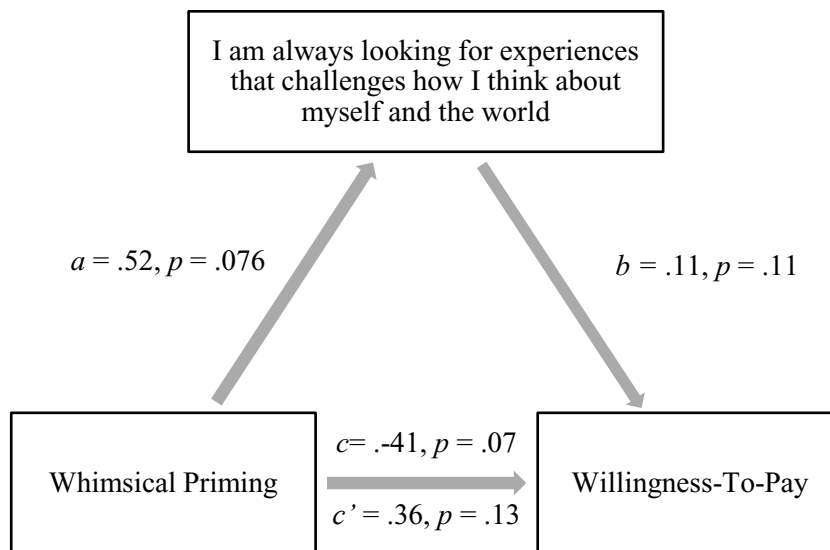 I am always looking for experiences
that challenges how I think about
myself and the world
a = .52, p = .076
b = .11, p = .11
c= .-41, p = .07
Whimsical Priming
Willingness-To-Pay
c’ = .36, p = .13